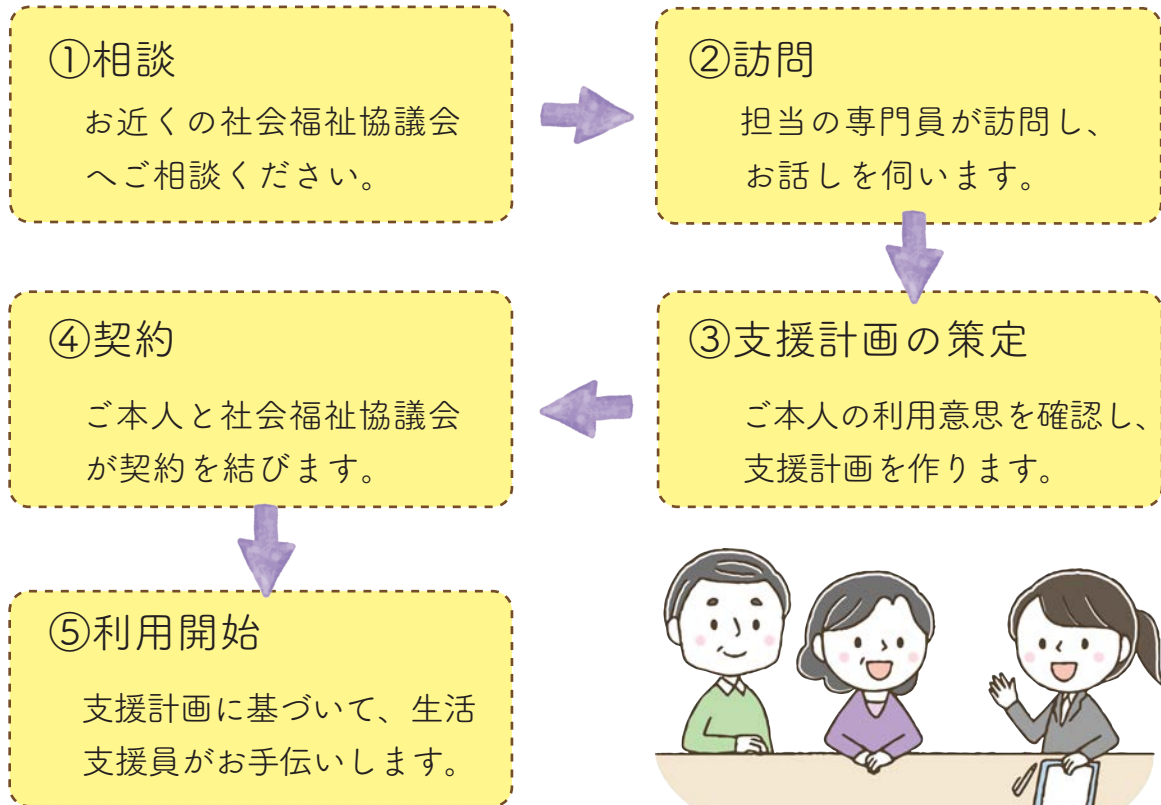 ①相談
お近くの社会福祉協議会
へご相談ください。
②訪問
担当の専門員が訪問し、
お話しを伺います。
③支援計画の策定
ご本人の利用意思を確認し、
支援計画を作ります。
④契約
ご本人と社会福祉協議会
が契約を結びます。
⑤利用開始
支援計画に基づいて、生活
支援員がお手伝いします。